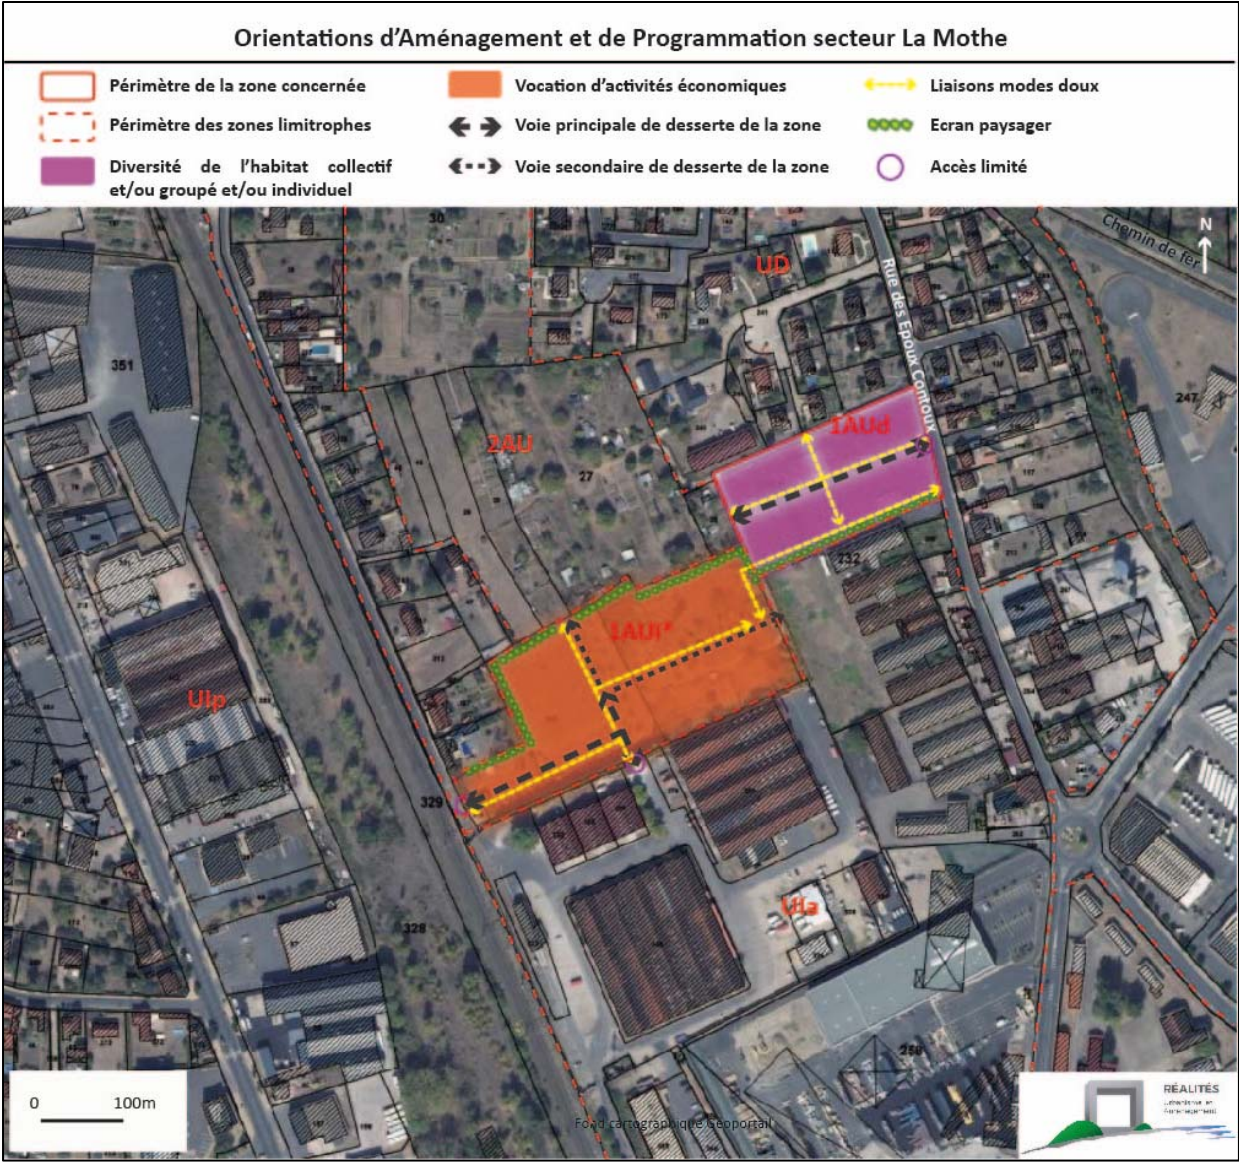 Orientations d'Aménagement et de Programmation secteur La Mothe
Périmètre de la zone concernée
Vocation d'activités économiques
Liaisons modes doux
Périmètre des zones limitrophes
Voie principale de desserte de la zone
Ecran paysager
Diversité de l'habitat collectif
et/ou groupé et/ou individuel
Voie secondaire de desserte de la zone
Accès limité
30
Chemin de fer
N
UD
Rue des Epoux Contoux
351
247
1AUd
2AU
27
232
1AUi*
UIp
329
UIa
328
258
0 100m
Fond cartographique Géoportail
RÉALITÉS
Urbanisme et
Aménagement